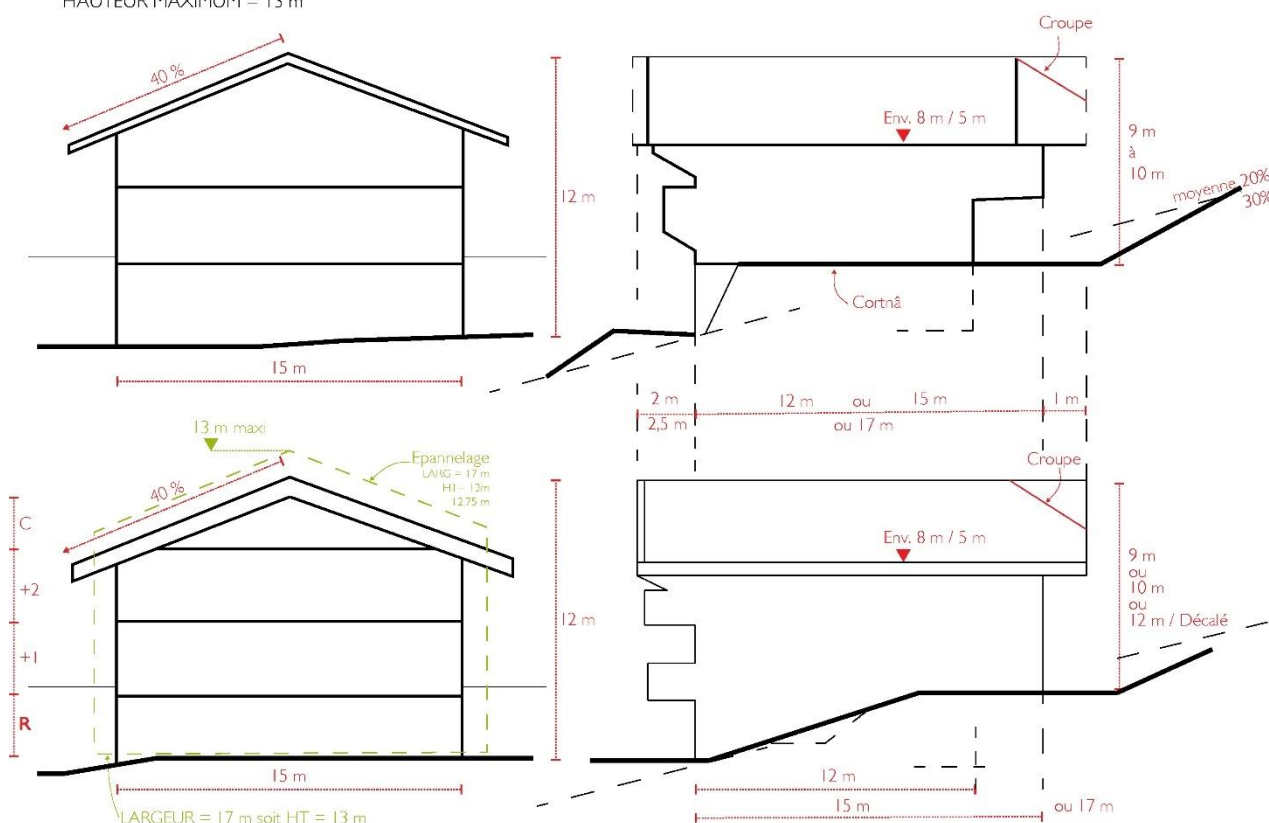 HAUTEUR MAXIMUM = 13 m
40 %
12 m
15 m
Croupe
Env. 8 m / 5 m
9 m
à
10 m
moyenne 20%
30%
Cortnâ
2 m
12 m ou 15 m
1 m
2,5 m
ou 17 m
13 m maxi
Epannelage
LARG = 17 m
HT = 13m
12.75 m
40 %
C
+2
+1
R
12 m
15 m
LARGEUR = 17 m soit HT = 13 m
Croupe
Env. 8 m / 5 m
9 m
ou
10 m
ou
12 m / Décalé
12 m
15 m
ou 17 m